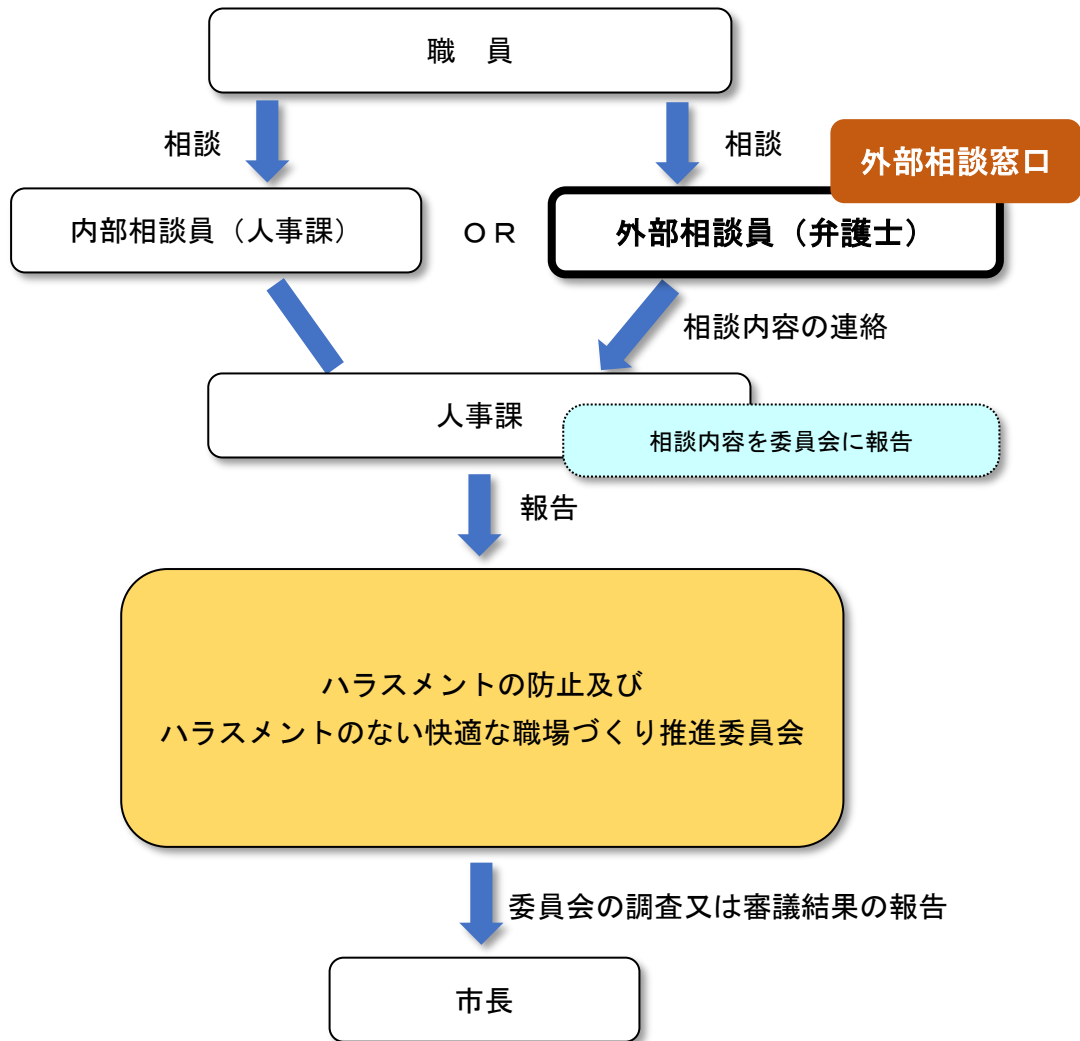 職　員
相談
相談
外部相談窓口
内部相談員（人事課）
ＯＲ
外部相談員（弁護士）
相談内容の連絡
人事課
相談内容を委員会に報告
報告
ハラスメントの防止及び
ハラスメントのない快適な職場づくり推進委員会
委員会の調査又は審議結果の報告
市長